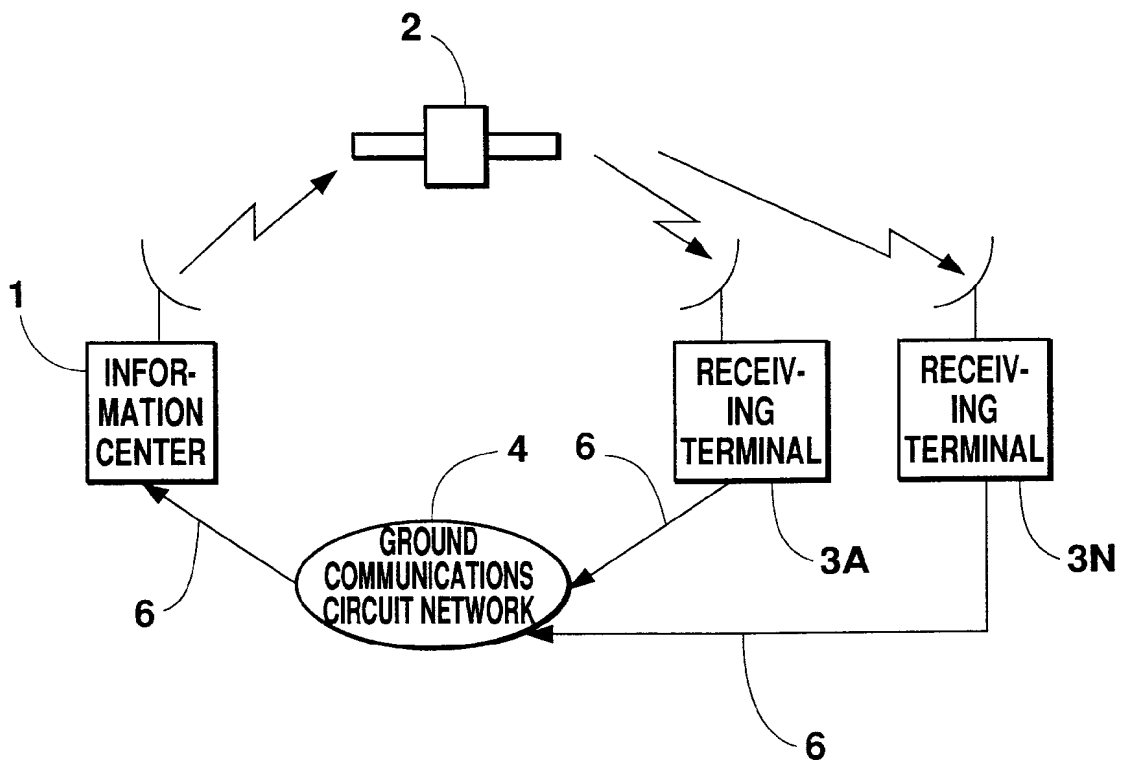 2
1
INFOR-
MATION
CENTER
RECEIV-
ING
TERMINAL
RECEIV-
ING
TERMINAL
4
6
3A
3N
GROUND
COMMUNICATIONS
CIRCUIT NETWORK
6
6